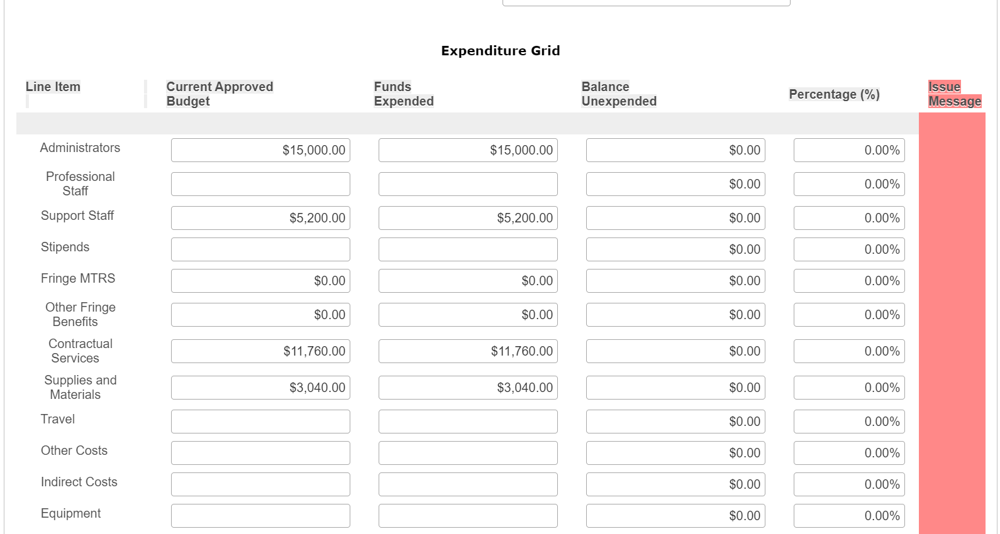 Expenditure Grid
Line Item
Current Approved
Budget
Funds
Expended
Balance
Unexpended
Percentage (%)
Issue
Message
Administrators $15,000.00 $15,000.00 $0.00 0.00%
Professional
Staff
$0.00 0.00%
Support Staff $5,200.00 $5,200.00 $0.00 0.00%
Stipends $0.00 0.00%
Fringe MTRS $0.00 $0.00 $0.00 0.00%
Other Fringe
Benefits
$0.00 $0.00 $0.00 0.00%
Contractual
Services
$11,760.00 $11,760.00 $0.00 0.00%
Supplies and
Materials
$3,040.00 $3,040.00 $0.00 0.00%
Travel $0.00 0.00%
Other Costs $0.00 0.00%
Indirect Costs $0.00 0.00%
Equipment $0.00 0.00%